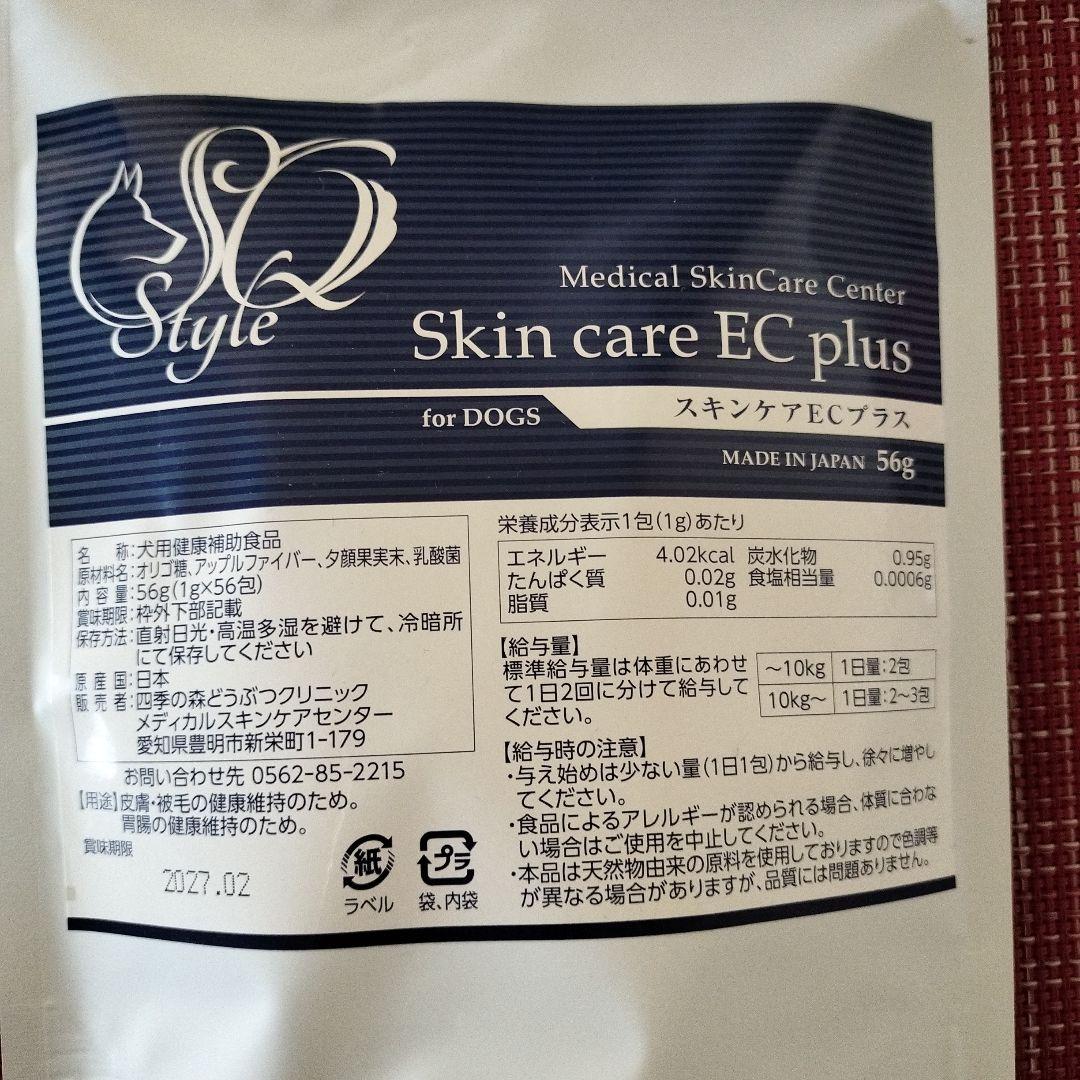 SQ
Style
Medical SkinCare Center
Skin care EC plus
for DOGS
スキンケアECプラス
MADE IN JAPAN 56g
名 称:犬用健康補助食品
原材料名:オリゴ糖、アップルファイバー、夕顔果実末、乳酸菌
内 容 量:56g(1g×56包)
賞味期限:枠外下部記載
保存方法:直射日光・高温多湿を避けて、冷暗所
にて保存してください
原 産 国:日本
販 売 者:四季の森どうぶつクリニック
メディカルスキンケアセンター
愛知県豊明市新栄町1-179
お問い合わせ先 0562-85-2215
【用途】皮膚・被毛の健康維持のため。
胃腸の健康維持のため。
賞味期限
2027.02
紙
ラベル
プラ
袋、内袋
栄養成分表示1包(1g)あたり
エネルギー 4.02kcal 炭水化物 0.95g
たんぱく質 0.02g 食塩相当量 0.0006g
脂質 0.01g
【給与量】
標準給与量は体重にあわせ
て1日2回に分けて給与して
ください。
〜10kg 1日量:2包
10kg〜 1日量:2〜3包
【給与時の注意】
・与え始めは少ない量(1日1包)から給与し、徐々に増やし
てください。
・食品によるアレルギーが認められる場合、体質に合わな
い場合はご使用を中止してください。
・本品は天然物由来の原料を使用しておりますので色調等
が異なる場合がありますが、品質には問題ありません。